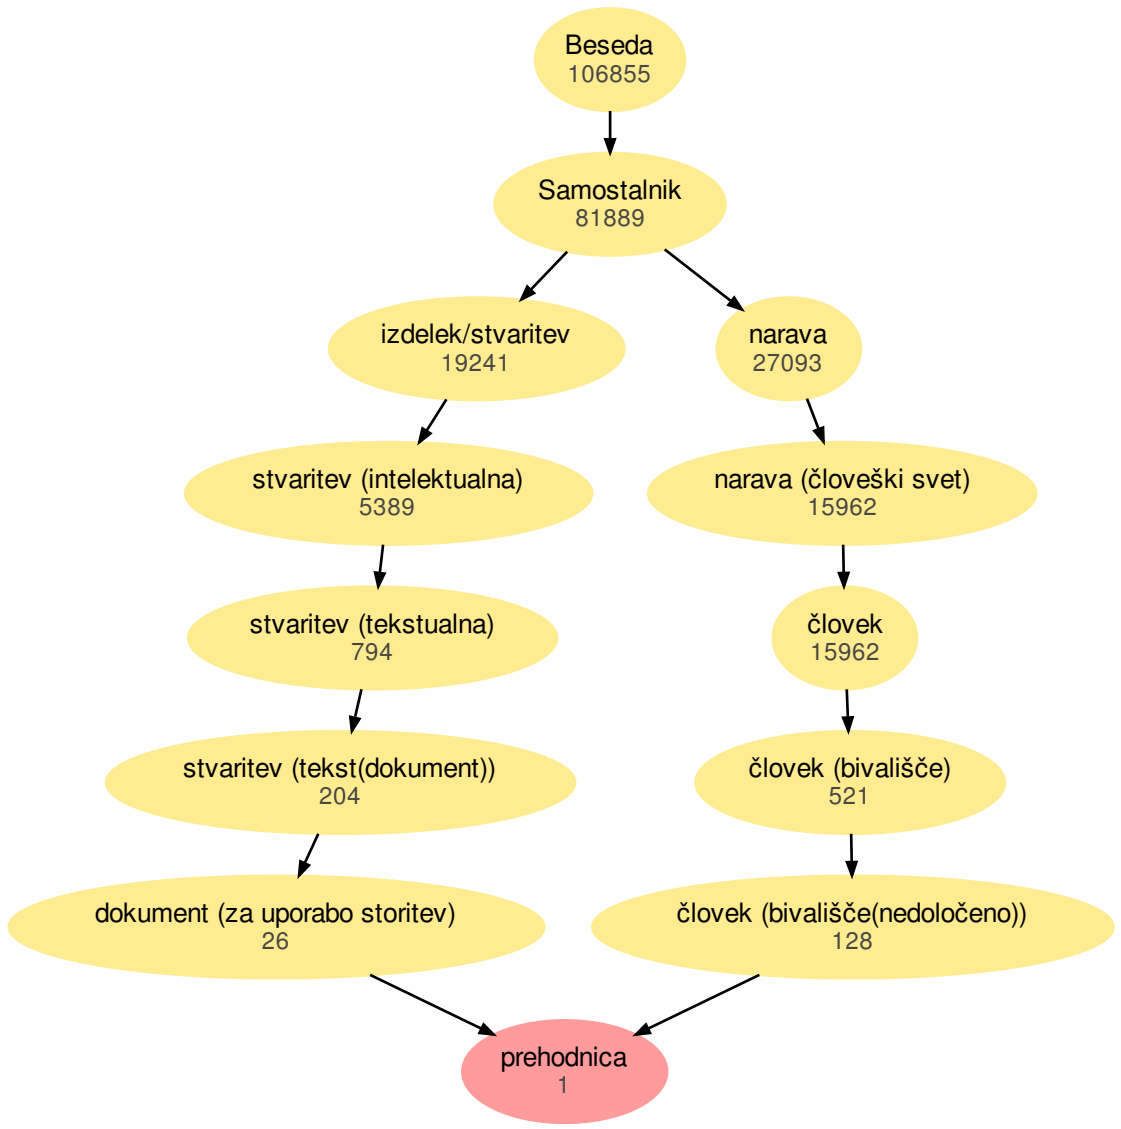 Beseda
106855
Samostalnik
81889
izdelek/stvaritev
19241
narava
27093
stvaritev (intelektualna)
5389
narava (človeški svet)
15962
stvaritev (tekstualna)
794
človek
15962
stvaritev (tekst(dokument))
204
človek (bivališče)
521
dokument (za uporabo storitev)
26
človek (bivališče(nedoločeno))
128
prehodnica
1